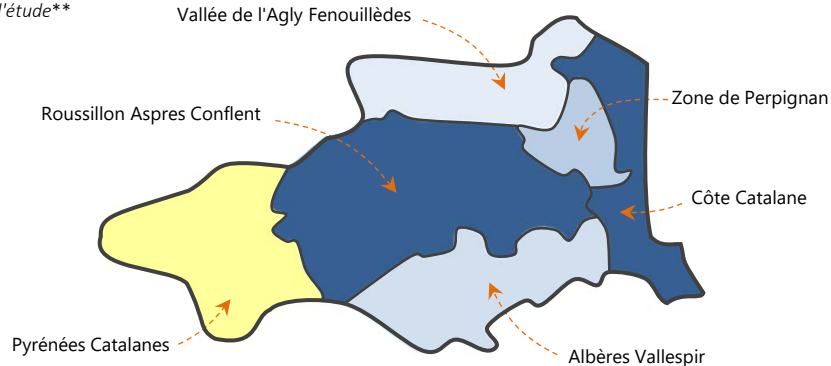 l'étude**
Vallée de l'Agly Fenouillèdes
Zone de Perpignan
Roussillon Aspres Conflent
Côte Catalane
Pyrénées Catalanes
Albères Vallespir